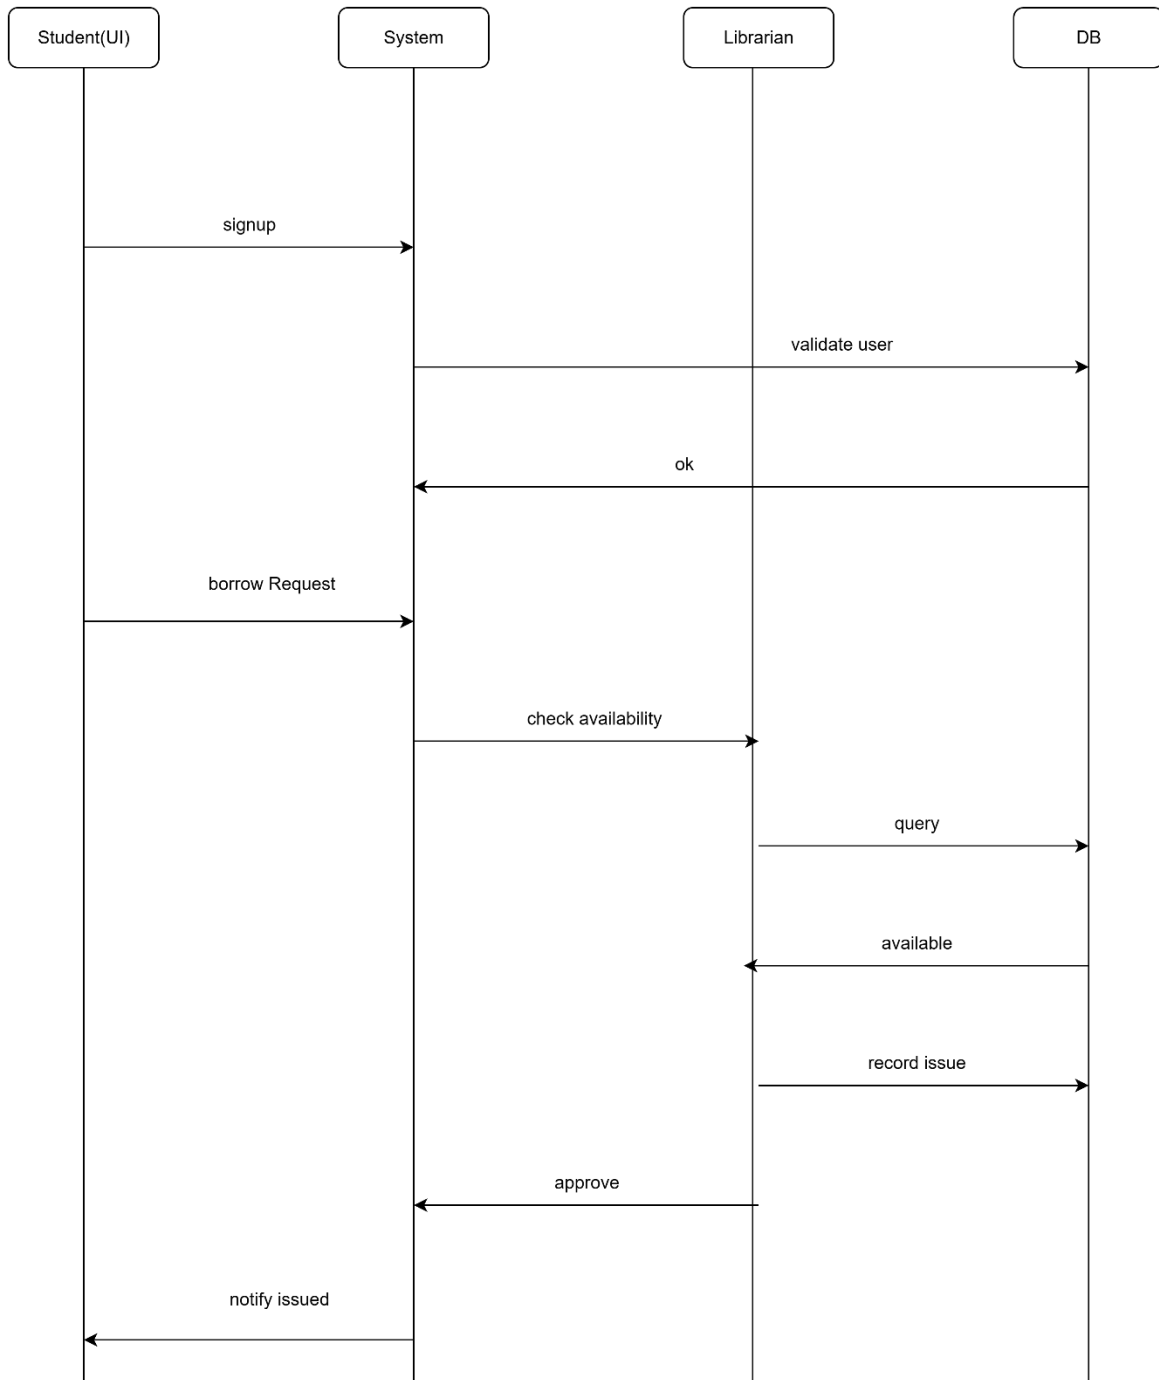 Student(UI)
System
Librarian
DB
signup
validate user
ok
borrow Request
check availability
query
available
record issue
approve
notify issued